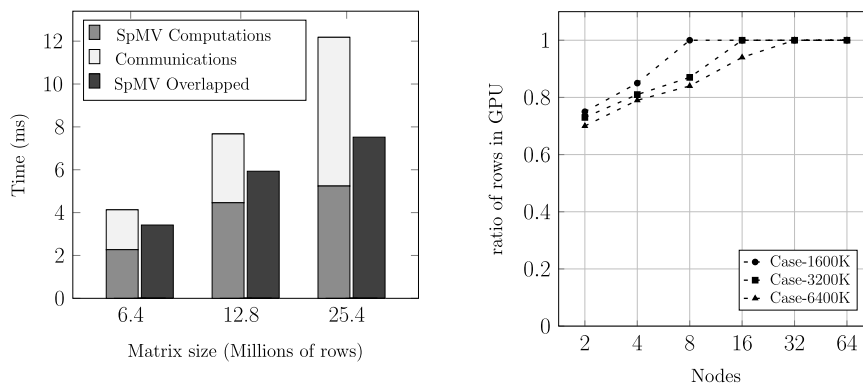 SpMV Computations
Communications
SpMV Overlapped
12
10
8
6
4
2
0
Time (ms)
6.4 12.8 25.4
Matrix size (Millions of rows)
1
0.8
0.6
0.4
0.2
0
ratio of rows in GPU
Case-1600K
Case-3200K
Case-6400K
2 4 8 16 32 64
Nodes